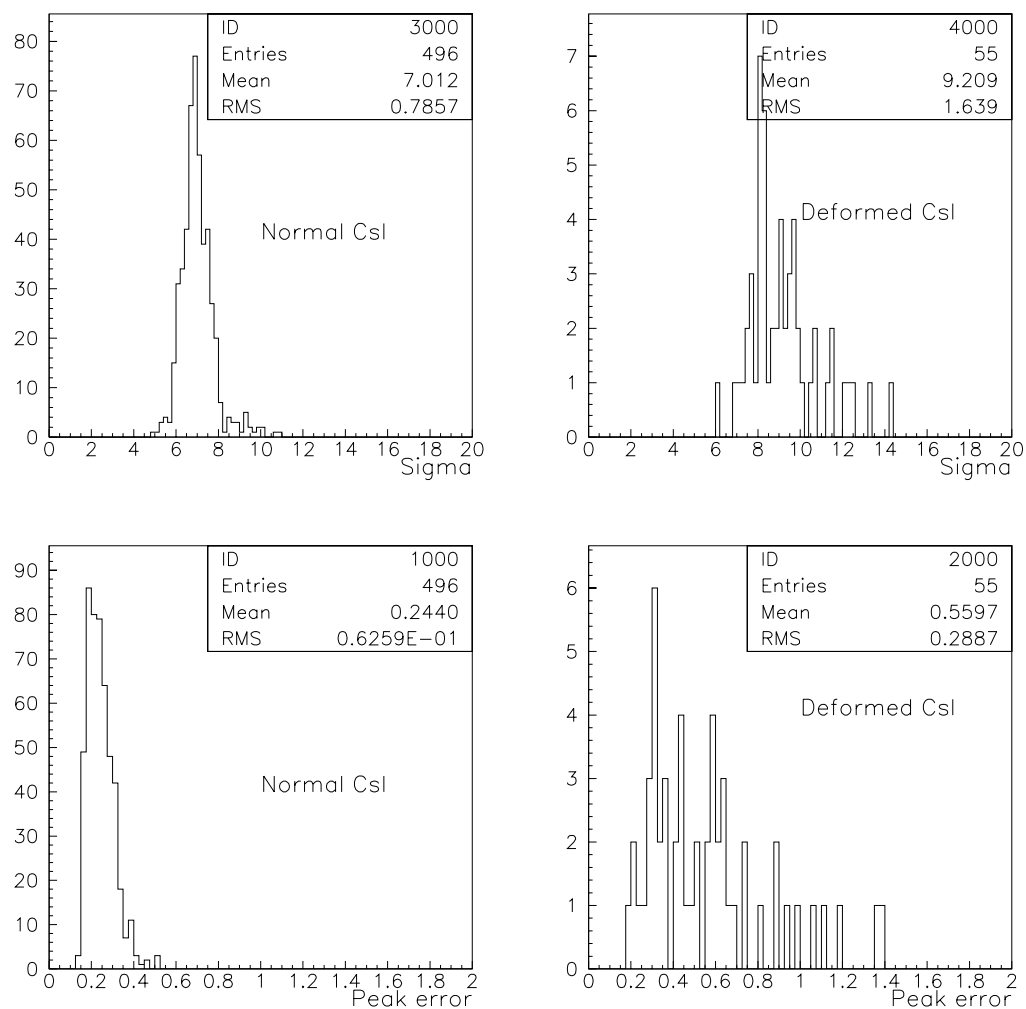 ID 3000
Entries 496
Mean 7.012
RMS 0.7857
Normal CsI
80
70
60
50
40
30
20
10
0
0 2 4 6 8 10 12 14 16 18 20
Sigma
ID 4000
Entries 55
Mean 9.209
RMS 1.639
Deformed CsI
7
6
5
4
3
2
1
0
0 2 4 6 8 10 12 14 16 18 20
Sigma
ID 1000
Entries 496
Mean 0.2440
RMS 0.6259E-01
Normal CsI
90
80
70
60
50
40
30
20
10
0
0 0.2 0.4 0.6 0.8 1 1.2 1.4 1.6 1.8 2
Peak error
ID 2000
Entries 55
Mean 0.5597
RMS 0.2887
Deformed CsI
6
5
4
3
2
1
0
0 0.2 0.4 0.6 0.8 1 1.2 1.4 1.6 1.8 2
Peak error